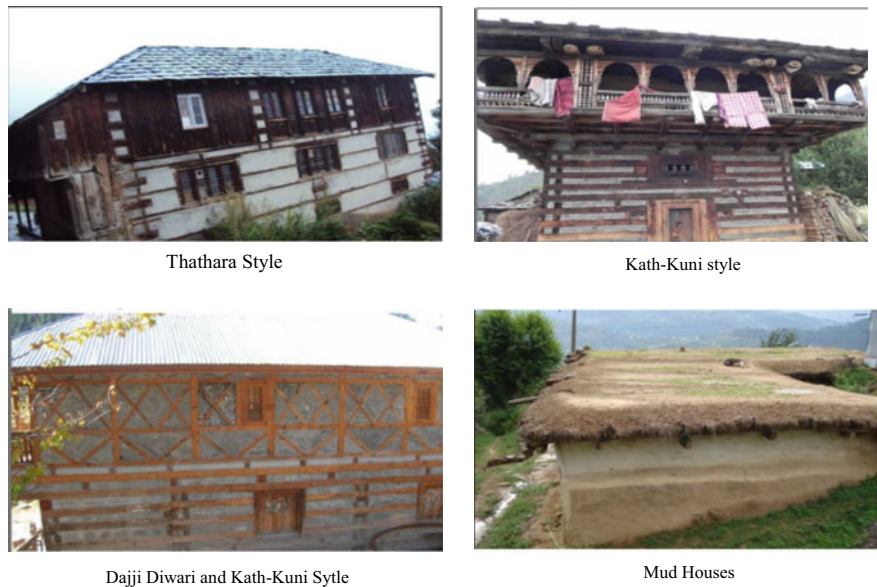 Thathara Style
Kath-Kuni style
Dajji Diwari and Kath-Kuni Sytle
Mud Houses